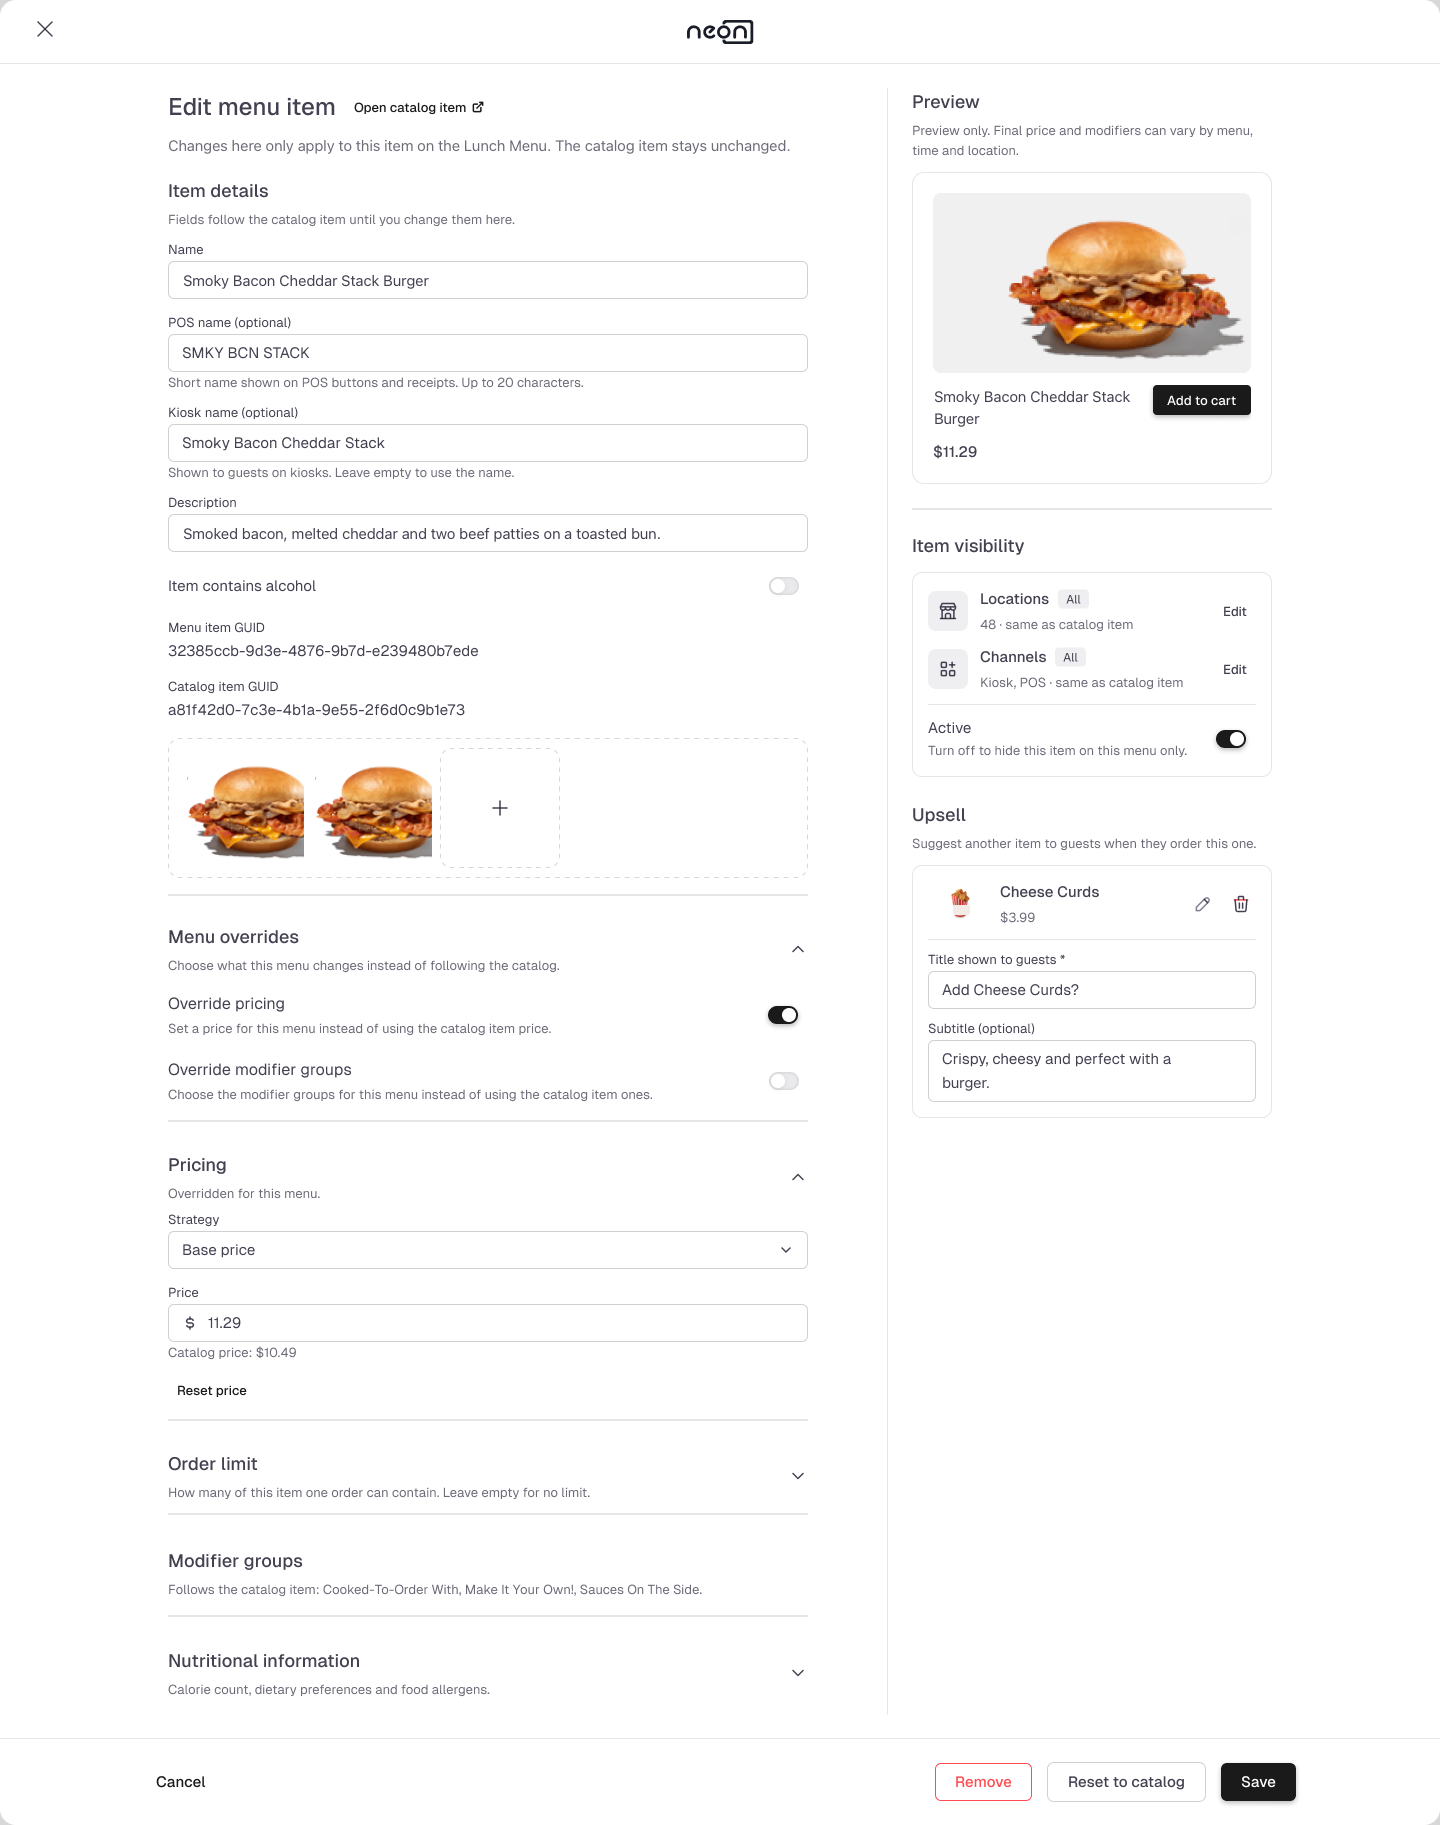 neon
Edit menu item
Open catalog item
Changes here only apply to this item on the Lunch Menu. The catalog item stays unchanged.
Item details
Fields follow the catalog item until you change them here.
Name
Smoky Bacon Cheddar Stack Burger
POS name (optional)
SMKY BCN STACK
Short name shown on POS buttons and receipts. Up to 20 characters.
Kiosk name (optional)
Smoky Bacon Cheddar Stack
Shown to guests on kiosks. Leave empty to use the name.
Description
Smoked bacon, melted cheddar and two beef patties on a toasted bun.
Item contains alcohol
Menu item GUID
32385ccb-9d3e-4876-9b7d-e239480b7ede
Catalog item GUID
a81f42d0-7c3e-4b1a-9e55-2f6d0c9b1e73
Menu overrides
Choose what this menu changes instead of following the catalog.
Override pricing
Set a price for this menu instead of using the catalog item price.
Override modifier groups
Choose the modifier groups for this menu instead of using the catalog item ones.
Pricing
Overridden for this menu.
Strategy
Base price
Price
$ 11.29
Catalog price: $10.49
Reset price
Order limit
How many of this item one order can contain. Leave empty for no limit.
Modifier groups
Follows the catalog item: Cooked-To-Order With, Make It Your Own!, Sauces On The Side.
Nutritional information
Calorie count, dietary preferences and food allergens.
Preview
Preview only. Final price and modifiers can vary by menu,
time and location.
Smoky Bacon Cheddar Stack
Burger
Add to cart
$11.29
Item visibility
Locations All
48 · same as catalog item
Edit
Channels All
Kiosk, POS · same as catalog item
Edit
Active
Turn off to hide this item on this menu only.
Upsell
Suggest another item to guests when they order this one.
Cheese Curds
$3.99
Title shown to guests *
Add Cheese Curds?
Subtitle (optional)
Crispy, cheesy and perfect with a
burger.
Cancel
Remove
Reset to catalog
Save